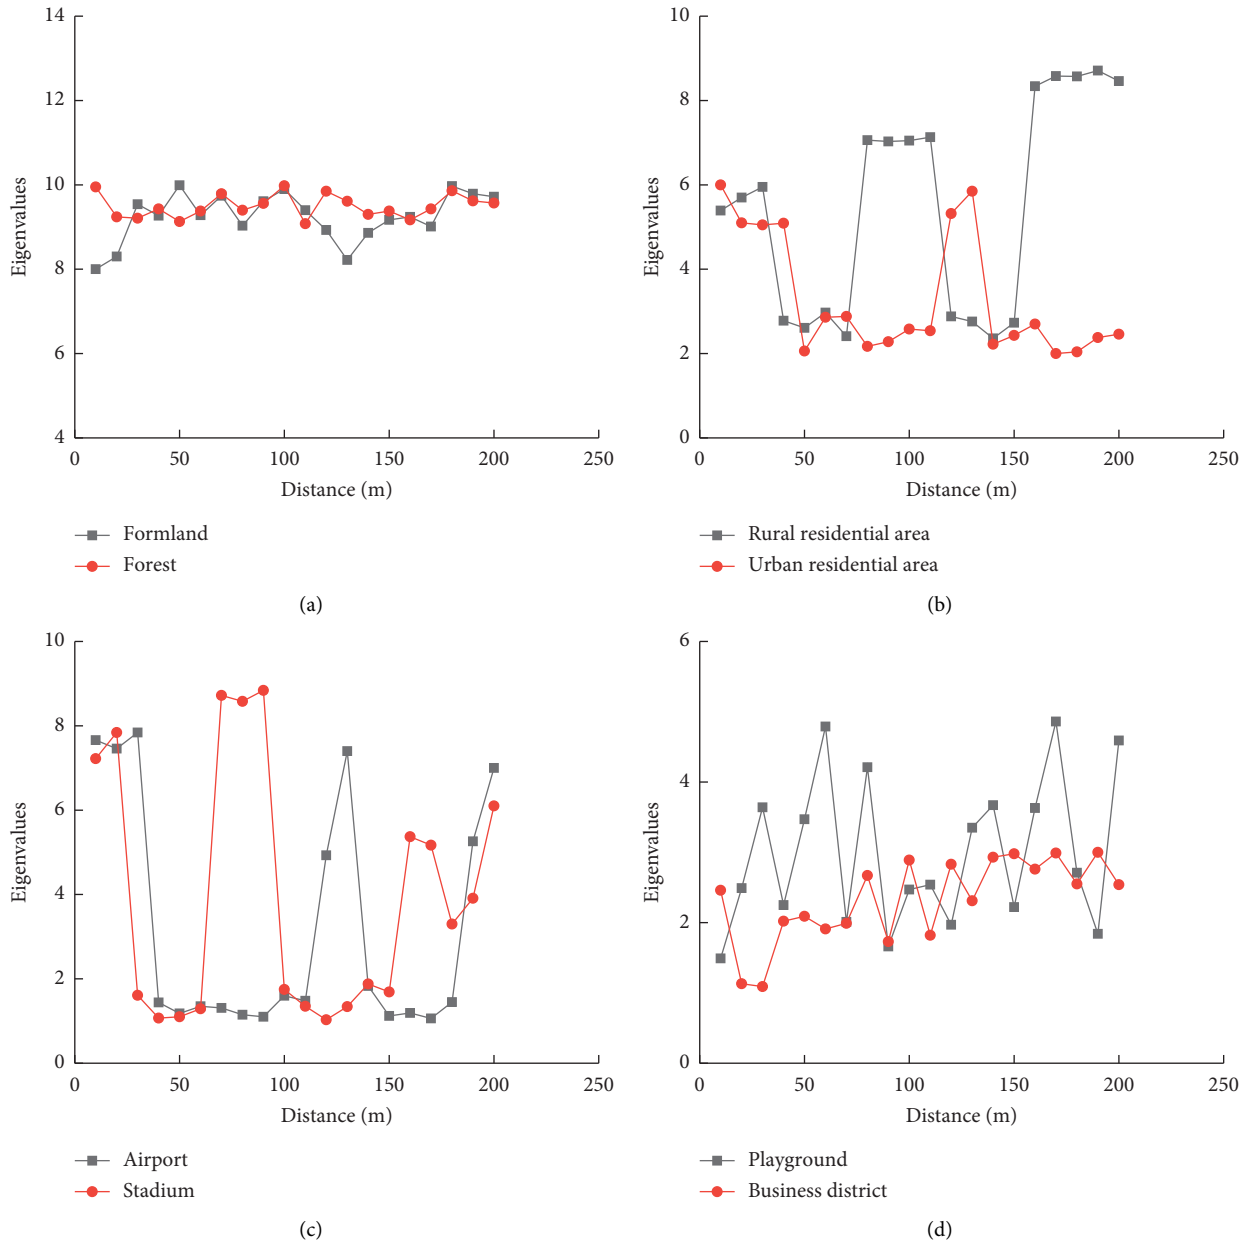 14
12
10
8
6
4
Eigenvalues
0 50 100 150 200 250
Distance (m)
Formland
Forest
(a)
10
8
6
4
2
0
Eigenvalues
0 50 100 150 200 250
Distance (m)
Rural residential area
Urban residential area
(b)
10
8
6
4
2
0
Eigenvalues
0 50 100 150 200 250
Distance (m)
Airport
Stadium
(c)
6
4
2
0
Eigenvalues
0 50 100 150 200 250
Distance (m)
Playground
Business district
(d)